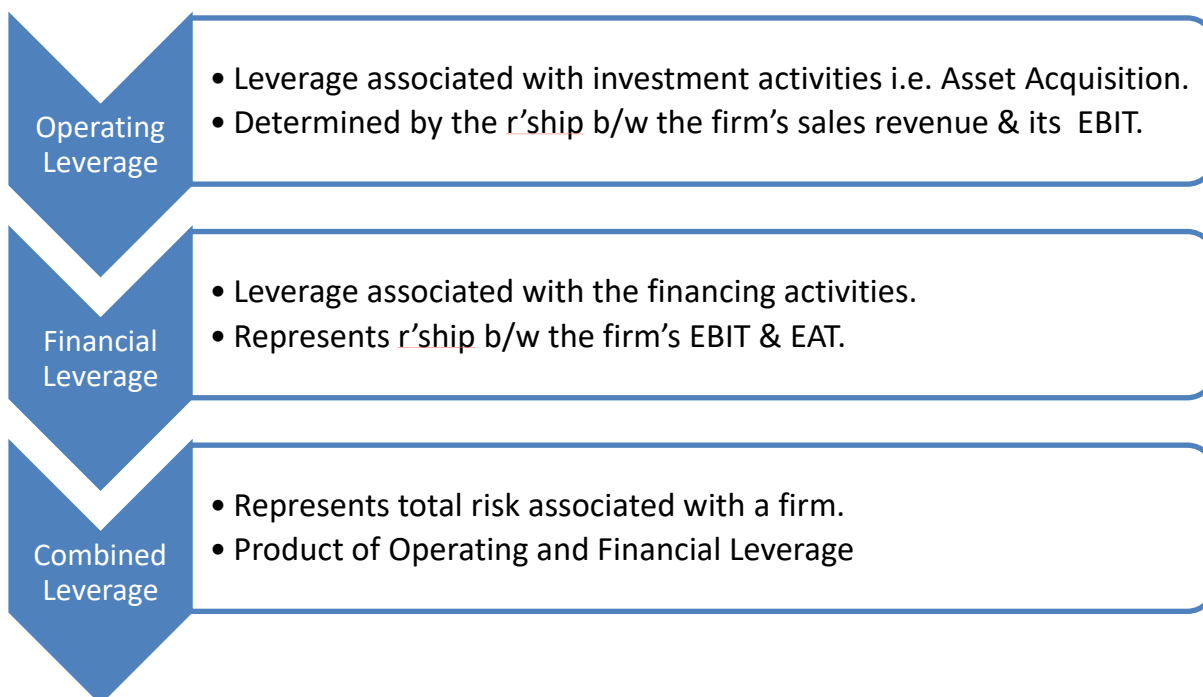 Operating
Leverage
• Leverage associated with investment activities i.e. Asset Acquisition.
• Determined by the r’ship b/w the firm’s sales revenue & its EBIT.
Financial
Leverage
• Leverage associated with the financing activities.
• Represents r’ship b/w the firm’s EBIT & EAT.
Combined
Leverage
• Represents total risk associated with a firm.
• Product of Operating and Financial Leverage